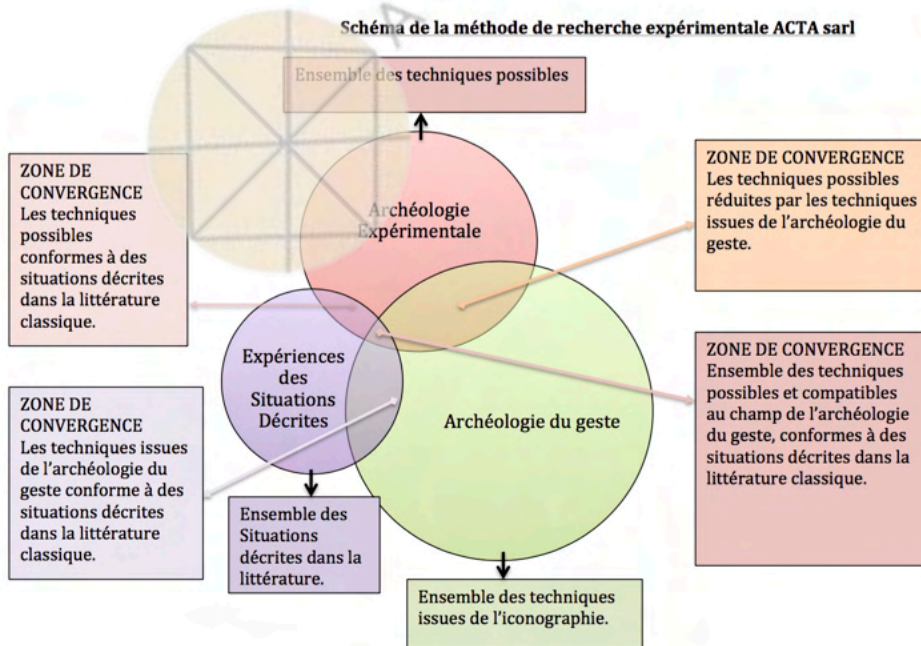 Schéma de la méthode de recherche expérimentale ACTA sarl
A
Ensemble des techniques possibles
ZONE DE
CONVERGENCE
Les techniques
possibles
conformes à des
situations décrites
dans la littérature
classique.
Archéologie
Expérimentale
ZONE DE CONVERGENCE
Les techniques possibles
réduites par les techniques
issues de l'archéologie du
geste.
Expériences
des
Situations
Décrites
Archéologie du geste
ZONE DE CONVERGENCE
Ensemble des techniques
possibles et compatibles
au champ de l'archéologie
du geste, conformes à des
situations décrites dans la
littérature classique.
ZONE DE
CONVERGENCE
Les techniques issues
de l'archéologie du
geste conforme à des
situations décrites
dans la littérature
classique.
Ensemble des
Situations
décrites dans la
littérature.
Ensemble des techniques
issues de l'iconographie.